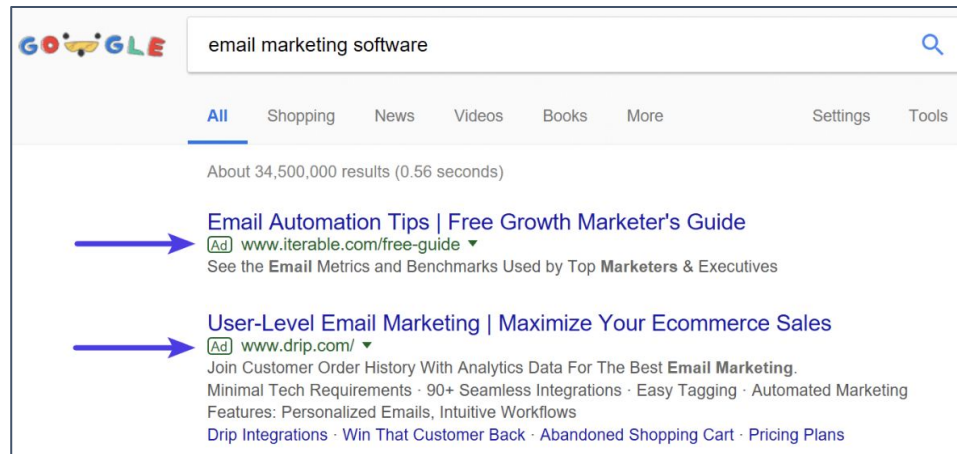 GOOGLE
email marketing software
All Shopping News Videos Books More Settings Tools
About 34,500,000 results (0.56 seconds)
Email Automation Tips | Free Growth Marketer's Guide
Ad www.iterable.com/free-guide
See the Email Metrics and Benchmarks Used by Top Marketers & Executives
User-Level Email Marketing | Maximize Your Ecommerce Sales
Ad www.drip.com/
Join Customer Order History With Analytics Data For The Best Email Marketing.
Minimal Tech Requirements · 90+ Seamless Integrations · Easy Tagging · Automated Marketing
Features: Personalized Emails, Intuitive Workflows
Drip Integrations · Win That Customer Back · Abandoned Shopping Cart · Pricing Plans